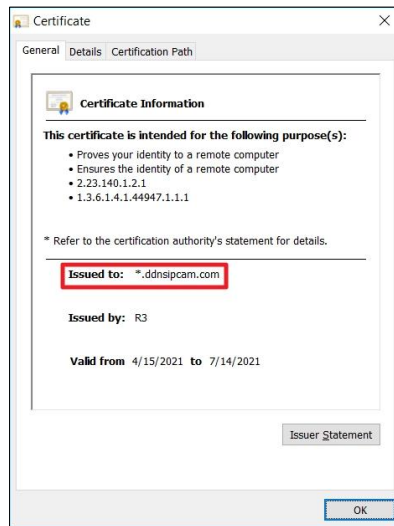 Certificate
General Details Certification Path
Certificate Information
This certificate is intended for the following purpose(s):
• Proves your identity to a remote computer
• Ensures the identity of a remote computer
• 2.23.140.1.2.1
• 1.3.6.1.4.1.44947.1.1.1
* Refer to the certification authority's statement for details.
Issued to: *.ddnsipcam.com
Issued by: R3
Valid from 4/15/2021 to 7/14/2021
Issuer Statement
OK